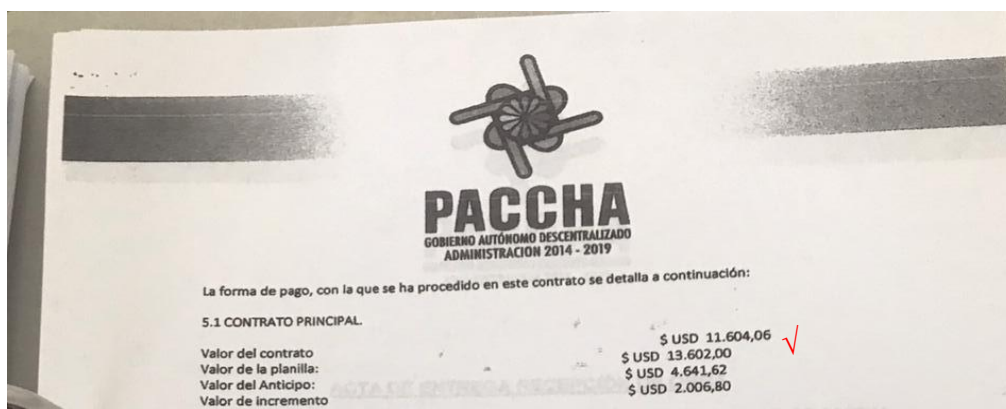 PACCHA
GOBIERNO AUTÓNOMO DESCENTRALIZADO
ADMINISTRACION 2014 - 2019
La forma de pago, con la que se ha procedido en este contrato se detalla a continuación:
5.1 CONTRATO PRINCIPAL.
Valor del contrato $ USD 11.604,06 √
Valor de la planilla: $ USD 13.602,00
Valor del Anticipo: $ USD 4.641,62
Valor de incremento $ USD 2.006,80